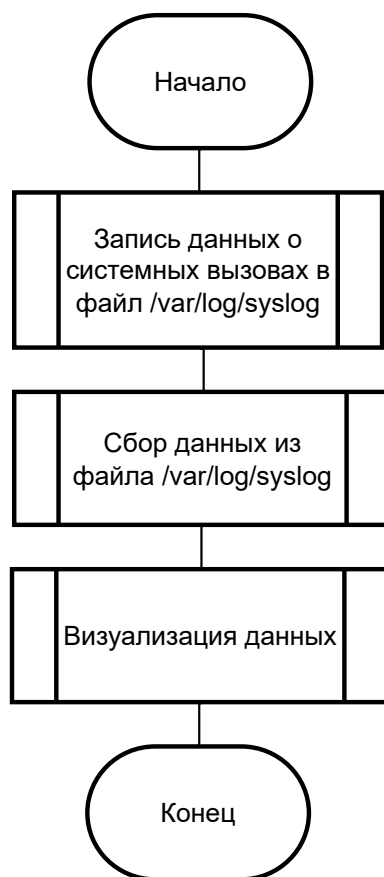 Начало
Запись данных о
системных вызовах в
файл /var/log/syslog
Сбор данных из
файла /var/log/syslog
Визуализация данных
Конец